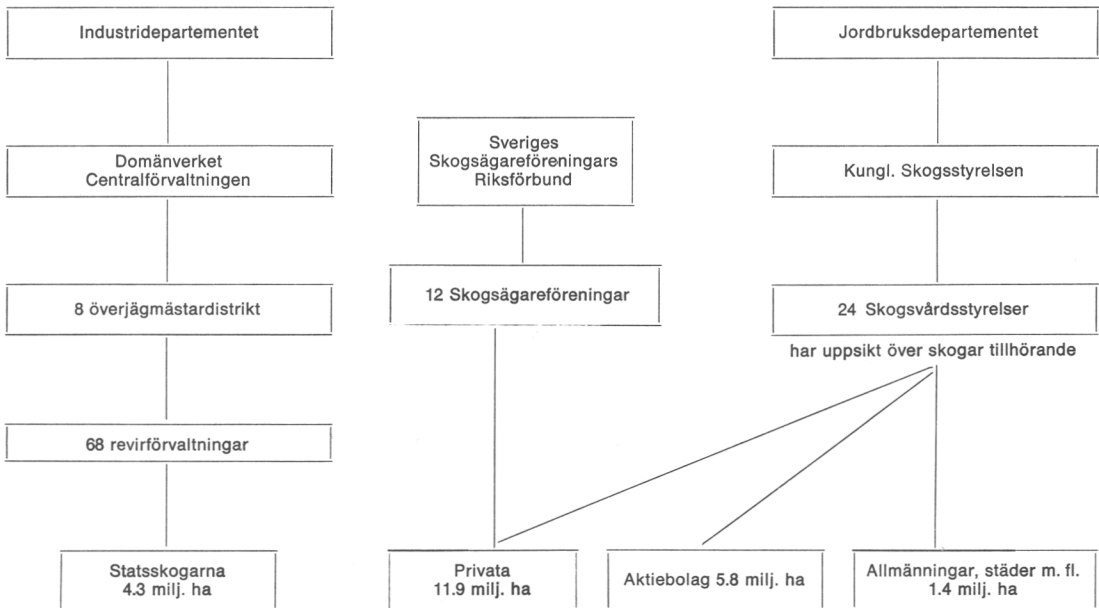 Industridepartementet
Jordbruksdepartementet
Sveriges
Skogsägareföreningars
Riksförbund
Domänverket
Centralförvaltningen
Kungl. Skogsstyrelsen
12 Skogsägareföreningar
8 överjägmästardistrikt
24 Skogsvårdsstyrelser
har uppsikt över skogar tillhörande
68 revirförvaltningar
Statsskogarna
4.3 milj. ha
Privata
11.9 milj. ha
Aktiebolag 5.8 milj. ha
Allmänningar, städer m. fl.
1.4 milj. ha